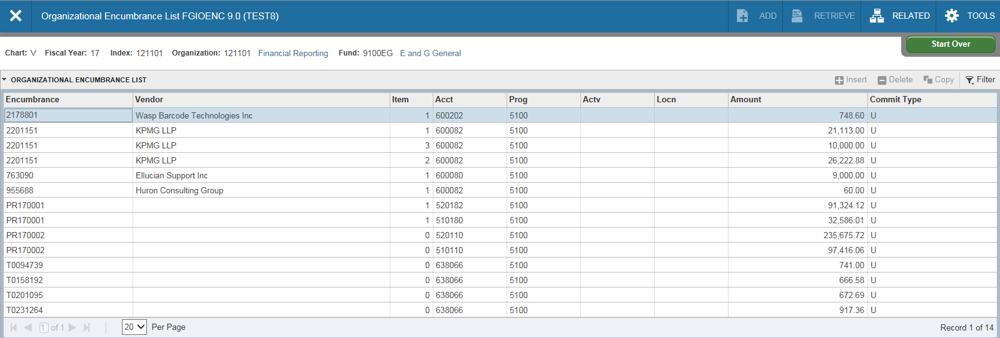 Organizational Encumbrance List FGIOENC 9.0 (TEST8) ADD RETRIEVE RELATED TOOLS
Start Over
Chart: V Fiscal Year: 17 Index: 121101 Organization: 121101 Financial Reporting Fund: 9100EG E and G General
ORGANIZATIONAL ENCUMBRANCE LIST Insert Delete Copy Filter
Encumbrance Vendor Item Acct Prog Actv Locn Amount Commit Type
2178801 Wasp Barcode Technologies Inc 1 600202 5100 748.60 U
2201151 KPMG LLP 1 600082 5100 21,113.00 U
2201151 KPMG LLP 3 600082 5100 10,000.00 U
2201151 KPMG LLP 2 600082 5100 26,222.88 U
763090 Ellucian Support Inc 1 600080 5100 9,000.00 U
955688 Huron Consulting Group 1 600082 5100 60.00 U
PR170001 1 520182 5100 91,324.12 U
PR170001 1 510180 5100 32,586.01 U
PR170002 0 520110 5100 235,675.72 U
PR170002 0 510110 5100 97,416.06 U
T0094739 0 638066 5100 741.00 U
T0158192 0 638066 5100 666.58 U
T0201095 0 638066 5100 672.69 U
T0231264 0 638066 5100 917.36 U
1 of 1 20 Per Page Record 1 of 14